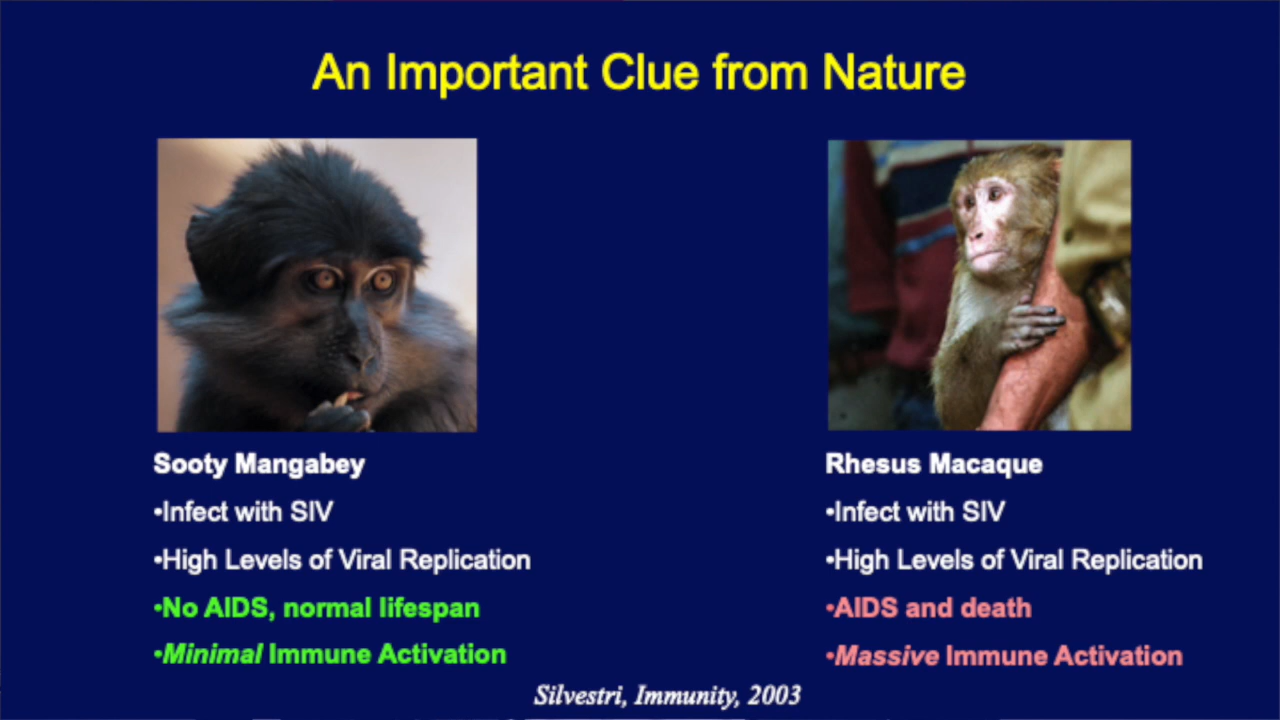 An Important Clue from Nature
Sooty Mangabey
•Infect with SIV
•High Levels of Viral Replication
•No AIDS, normal lifespan
•Minimal Immune Activation
Rhesus Macaque
•Infect with SIV
•High Levels of Viral Replication
•AIDS and death
•Massive Immune Activation
Silvestri, Immunity, 2003